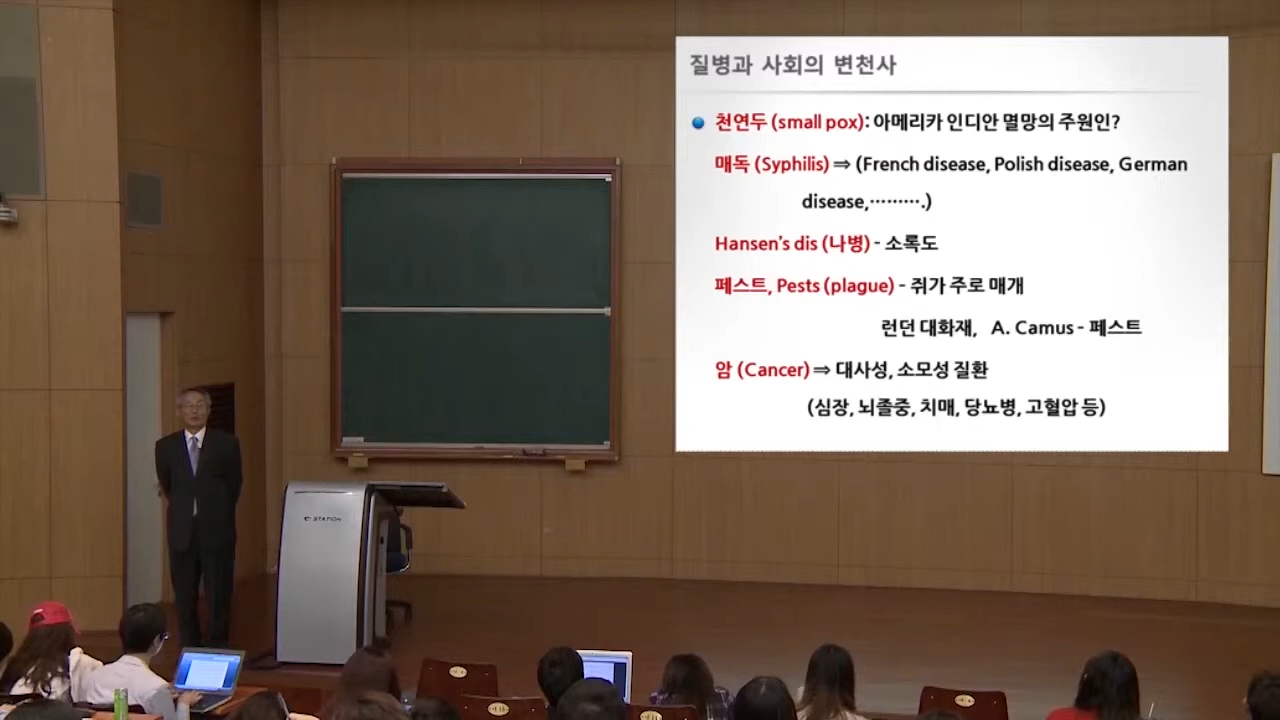 질병과 사회의 변천사
천연두 (small pox): 아메리카 인디안 멸망의 주원인?
매독 (Syphilis) ⇒ (French disease, Polish disease, German
disease,……….)
Hansen's dis (나병) - 소록도
페스트, Pests (plague) - 쥐가 주로 매개
런던 대화재, A. Camus - 페스트
암 (Cancer) ⇒ 대사성, 소모성 질환
(심장, 뇌졸중, 치매, 당뇨병, 고혈압 등)
e-STATION